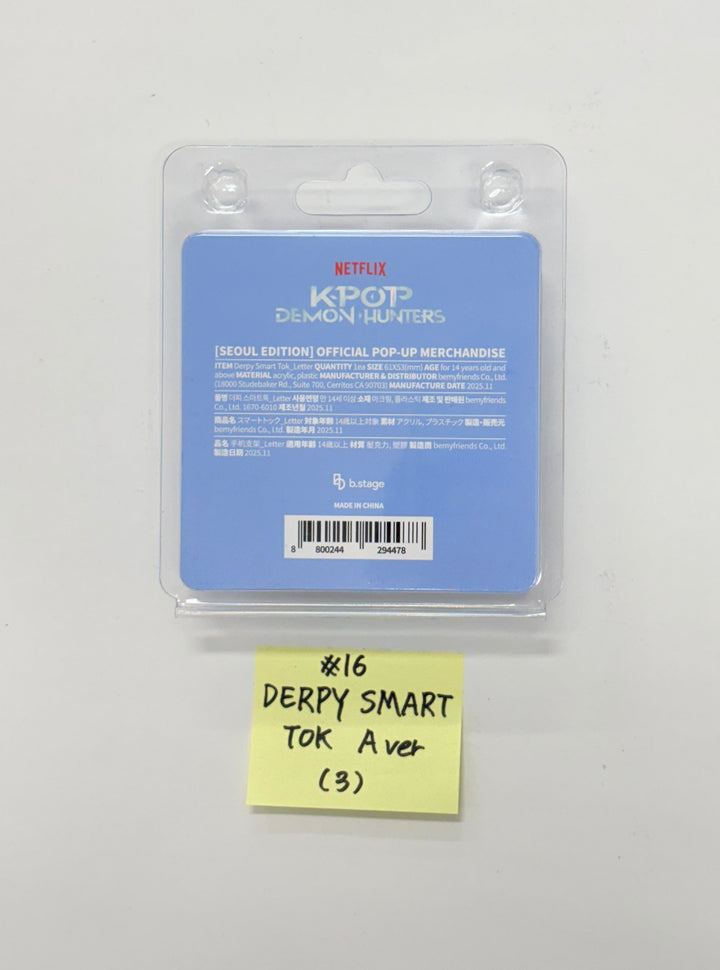 NETFLIX
K-POP
DEMON HUNTERS
[SEOUL EDITION] OFFICIAL POP-UP MERCHANDISE
ITEM Derpy Smart Tok_Letter QUANTITY 1ea SIZE 61X53(mm) AGE for 14 years old and
above MATERIAL acrylic, plastic MANUFACTURER & DISTRIBUTOR bemyfriends Co., Ltd.
(18000 Studebaker Rd., Suite 700, Cerritos CA 90703) MANUFACTURE DATE 2025.11
품명 더피 스마트톡_Letter 사용연령 만 14세 이상 소재 아크릴, 플라스틱 제조 및 판매원 bemyfriends
Co., Ltd. 1670-6010 제조년월 2025.11
商品名 スマートトック_Letter 対象年齢 14歳以上対象 素材 アクリル, プラスチック 製造・販売元
bemyfriends Co., Ltd. 製造年月 2025.11
品名 手机支架_Letter 適用年齡 14歲以上 材質 壓克力, 塑膠 製造商 bemyfriends Co., Ltd.
製造日期 2025.11
b.stage
MADE IN CHINA
8 800244 294478
#16
DERPY SMART
TOK A ver
(3)